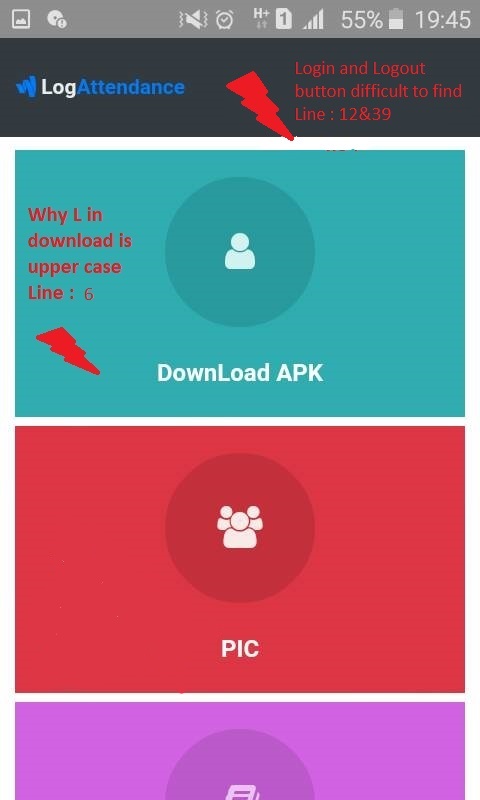 H+ 1 55% 19:45
LogAttendance
Login and Logout
button difficult to find
Line : 12&39
Why L in
download is
upper case
Line : 6
DownLoad APK
PIC